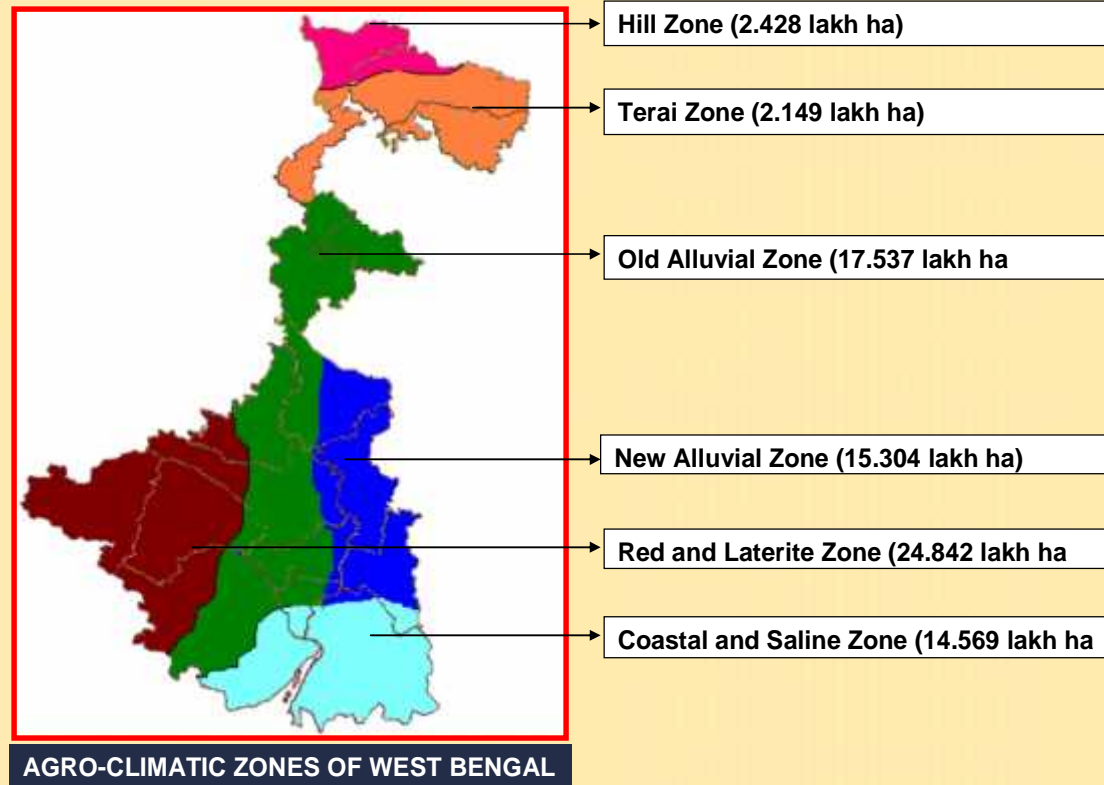 Hill Zone (2.428 lakh ha)
Terai Zone (2.149 lakh ha)
Old Alluvial Zone (17.537 lakh ha
New Alluvial Zone (15.304 lakh ha)
Red and Laterite Zone (24.842 lakh ha
Coastal and Saline Zone (14.569 lakh ha
AGRO-CLIMATIC ZONES OF WEST BENGAL